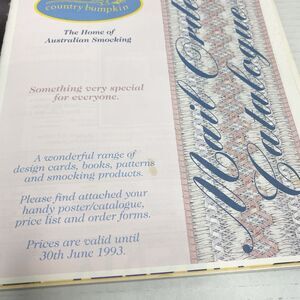 country bumpkin
The Home of
Australian Smocking
Something very special
for everyone.
A wonderful range of
design cards, books, patterns
and smocking products.
Please find attached your
handy poster/catalogue,
price list and order forms.
Prices are valid until
30th June 1993.
Mail Order
Catalogue